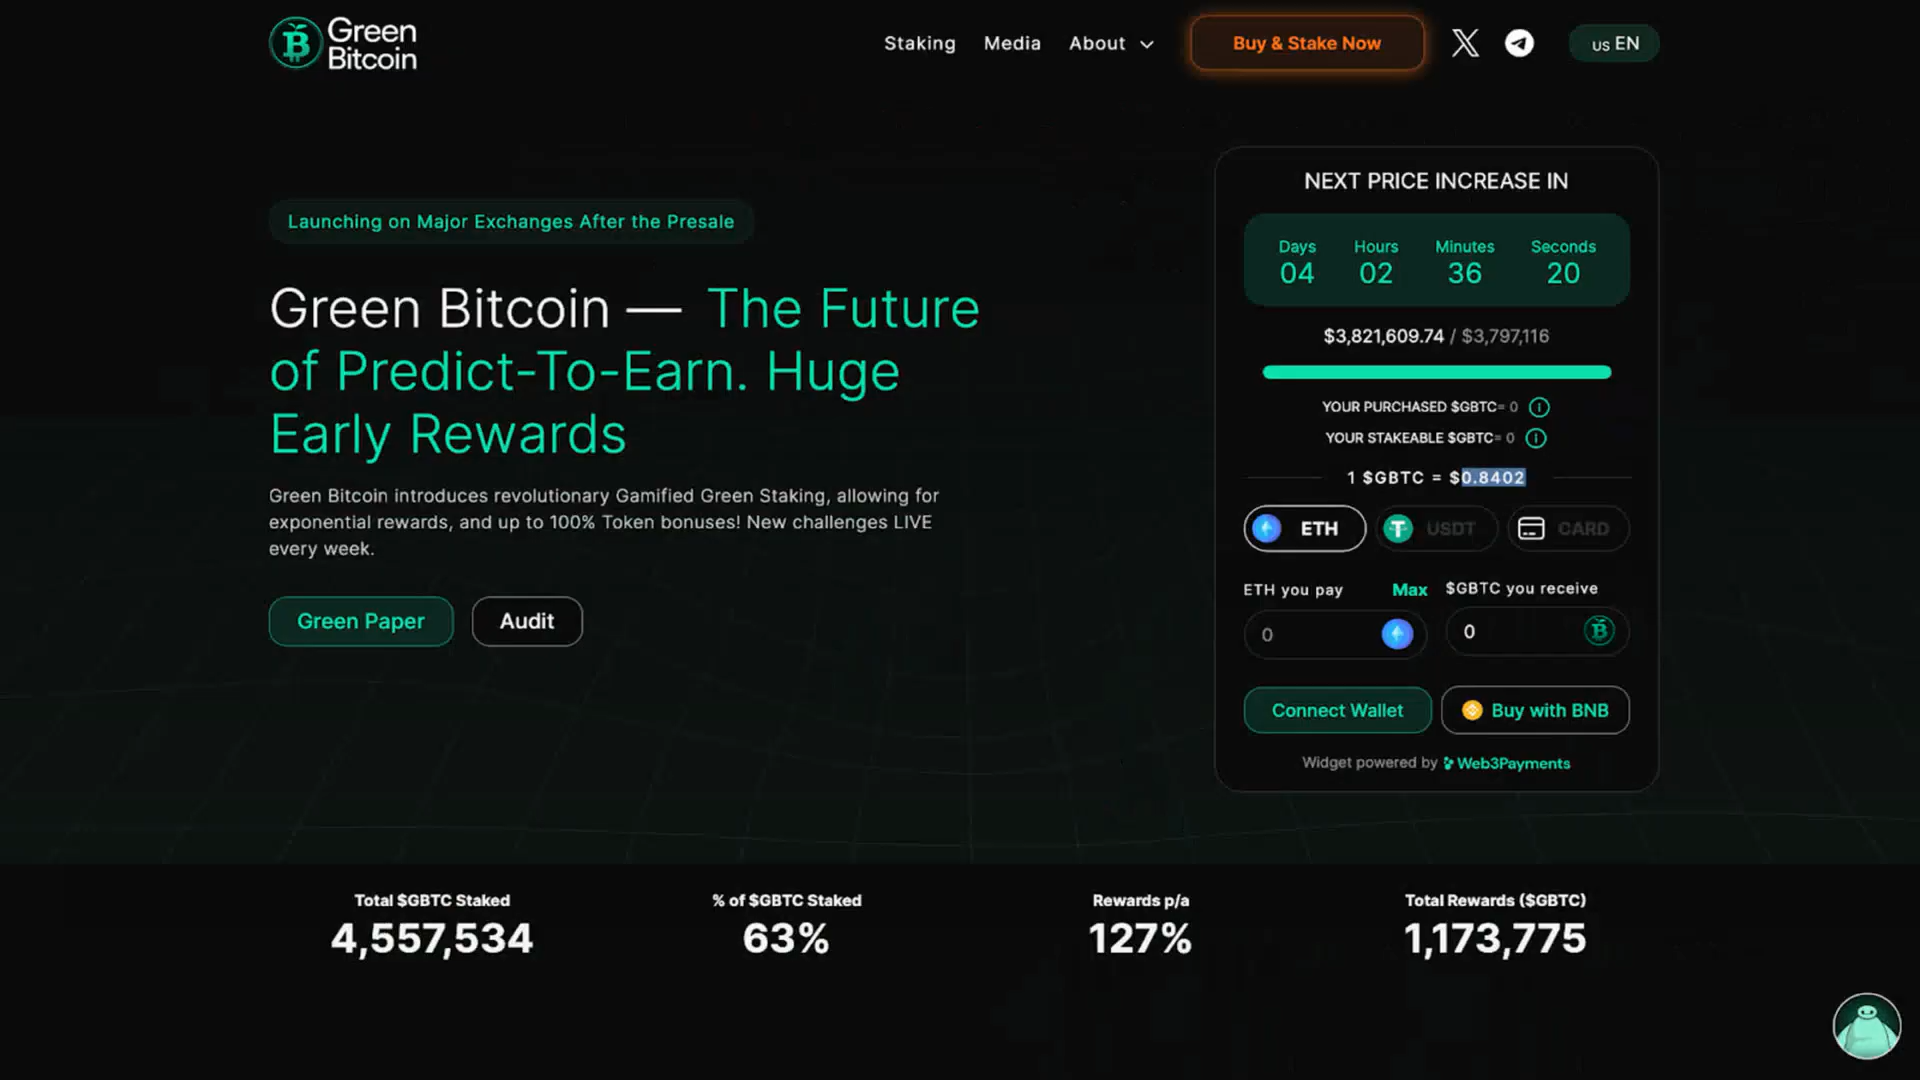 Green
Bitcoin
Staking
Media
About
Buy & Stake Now
US EN
Launching on Major Exchanges After the Presale
Green Bitcoin — The Future
of Predict-To-Earn. Huge
Early Rewards
Green Bitcoin introduces revolutionary Gamified Green Staking, allowing for
exponential rewards, and up to 100% Token bonuses! New challenges LIVE
every week.
Green Paper
Audit
NEXT PRICE INCREASE IN
Days Hours Minutes Seconds
04 02 36 20
$3,821,609.74 / $3,797,116
YOUR PURCHASED $GBTC= 0
YOUR STAKEABLE $GBTC= 0
1 $GBTC = $0.8402
ETH
USDT
CARD
ETH you pay Max
$GBTC you receive
0
0
Connect Wallet
Buy with BNB
Widget powered by Web3Payments
Total $GBTC Staked
4,557,534
% of $GBTC Staked
63%
Rewards p/a
127%
Total Rewards ($GBTC)
1,173,775